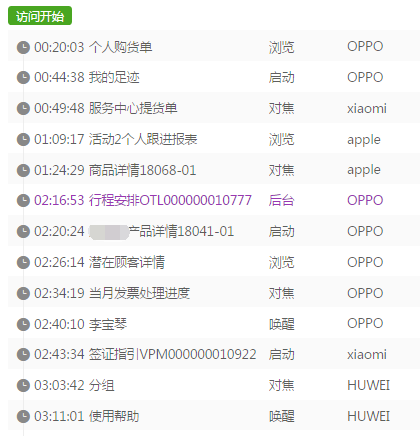 访问开始
00:20:03 个人购货单 浏览 OPPO
00:44:38 我的足迹 启动 OPPO
00:49:48 服务中心提货单 对焦 xiaomi
01:09:17 活动2个人跟进报表 浏览 apple
01:24:29 商品详情18068-01 对焦 apple
02:16:53 行程安排OTL000000010777 后台 OPPO
02:20:24 产品详情18041-01 启动 OPPO
02:26:14 潜在顾客详情 浏览 OPPO
02:34:19 当月发票处理进度 对焦 OPPO
02:40:10 李宝琴 唤醒 OPPO
02:43:34 签证指引VPM000000010922 启动 xiaomi
03:03:42 分组 对焦 HUWEI
03:11:01 使用帮助 唤醒 HUWEI